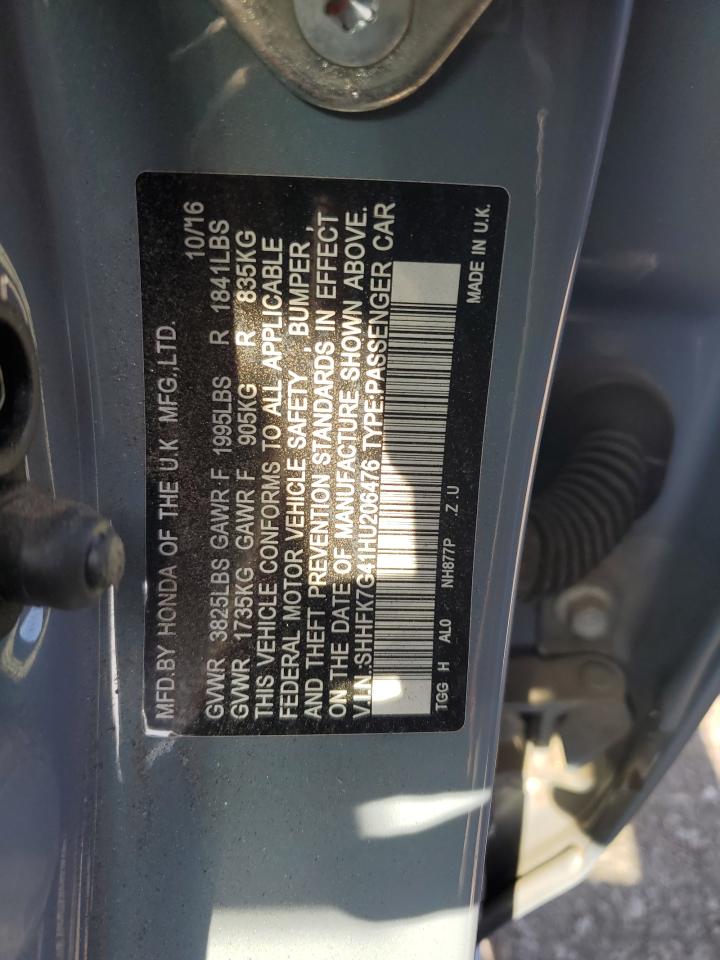 MFD.BY HONDA OF THE U.K MFG.,LTD. 10/16
GVWR 3825LBS GAWR F 1995LBS R 1841LBS
GVWR 1735KG GAWR F 905KG R 835KG
THIS VEHICLE CONFORMS TO ALL APPLICABLE
FEDERAL MOTOR VEHICLE SAFETY , BUMPER ,
AND THEFT PREVENTION STANDARDS IN EFFECT
ON THE DATE OF MANUFACTURE SHOWN ABOVE.
V.I.N.:SHHFK7G41HU206476 TYPE:PASSENGER CAR
TGG H AL0 NH877P .Z .U
MADE IN U.K.